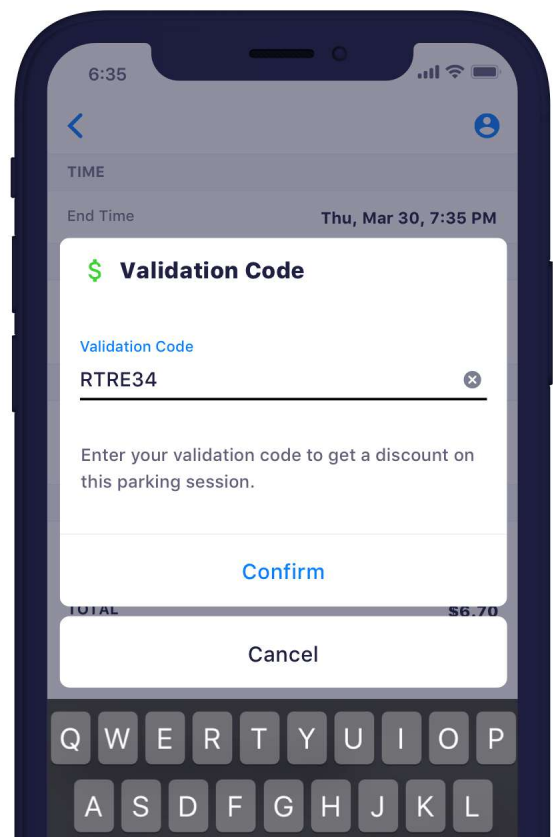 6:35
TIME
End Time Thu, Mar 30, 7:35 PM
$ Validation Code
Validation Code
RTRE34
Enter your validation code to get a discount on
this parking session.
Confirm
TOTAL $6.70
Cancel
Q W E R T Y U I O P
A S D F G H J K L